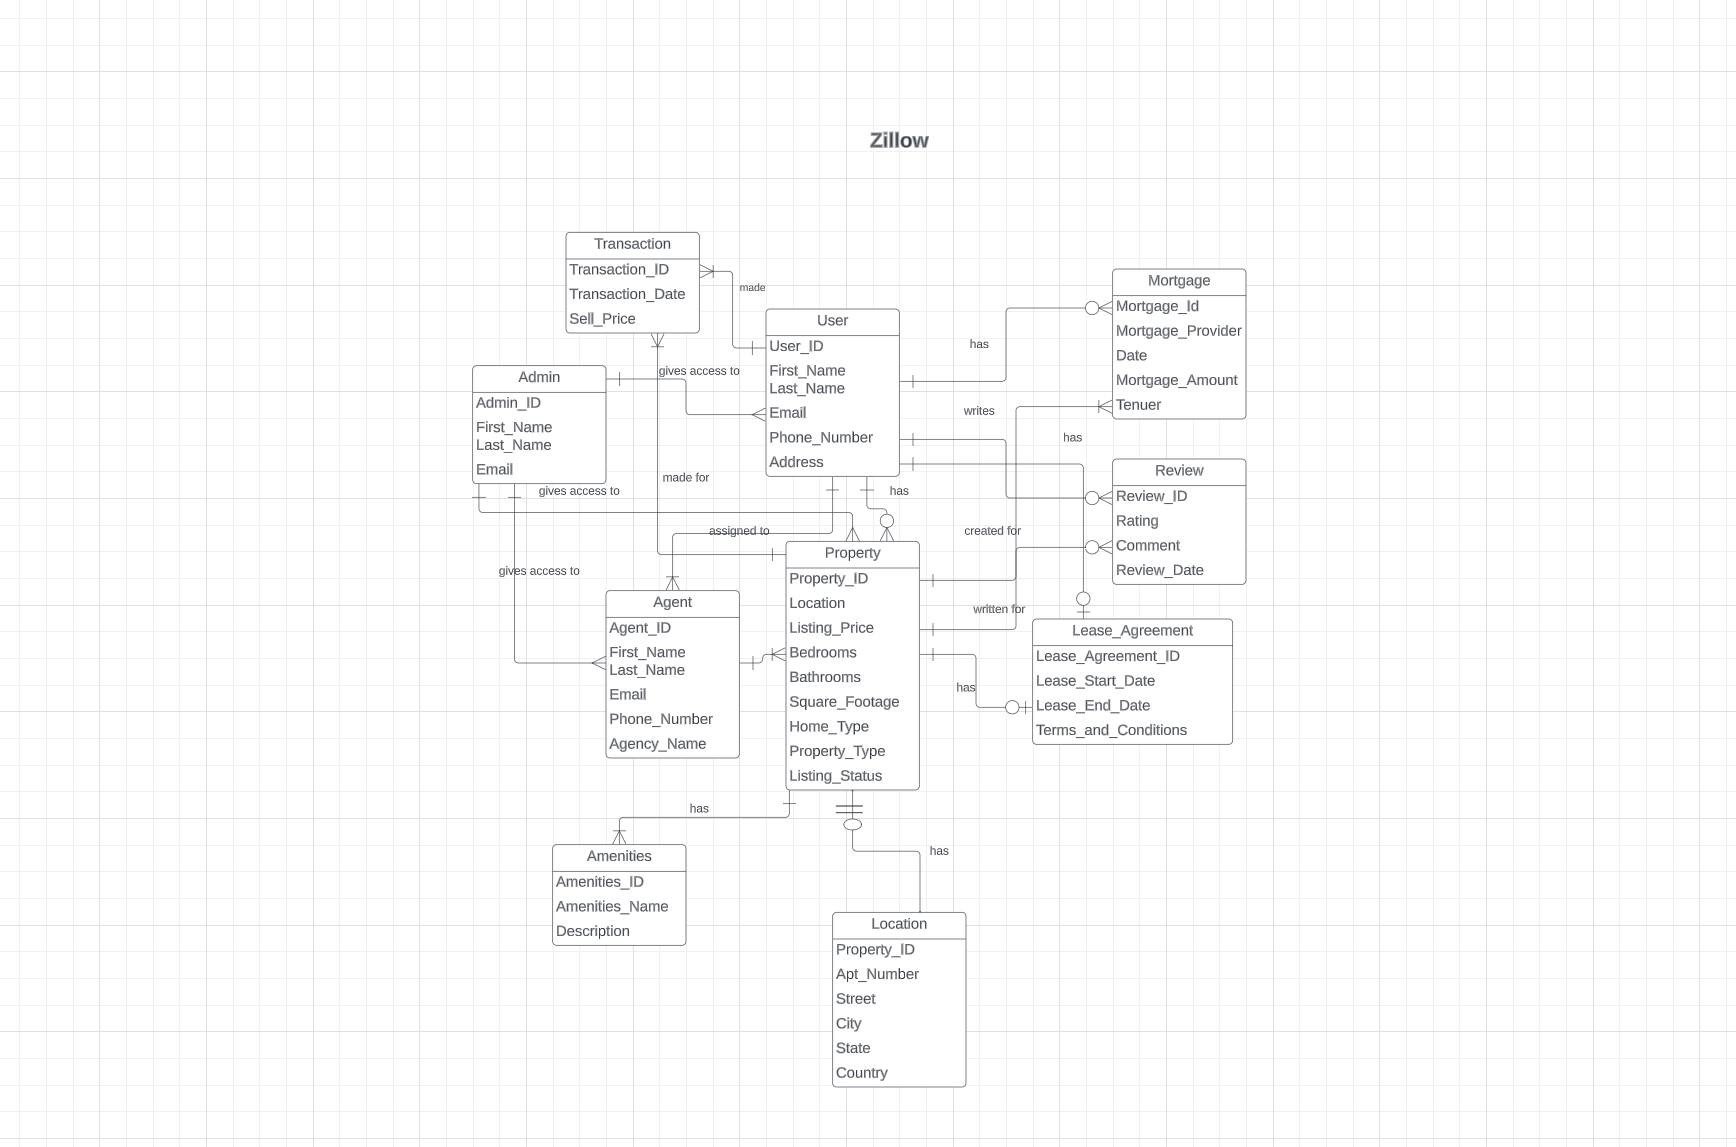 Zillow
Transaction
Transaction_ID
Transaction_Date
Sell_Price
made
User
User_ID
First_Name
Last_Name
Email
Phone_Number
Address
Mortgage
Mortgage_Id
Mortgage_Provider
Date
Mortgage_Amount
Tenuer
has
gives access to
Admin
Admin_ID
First_Name
Last_Name
Email
writes
has
Review
Review_ID
Rating
Comment
Review_Date
made for
gives access to
has
assigned to
created for
gives access to
Property
Property_ID
Location
Listing_Price
Bedrooms
Bathrooms
Square_Footage
Home_Type
Property_Type
Listing_Status
Agent
Agent_ID
First_Name
Last_Name
Email
Phone_Number
Agency_Name
written for
Lease_Agreement
Lease_Agreement_ID
Lease_Start_Date
Lease_End_Date
Terms_and_Conditions
has
has
Amenities
Amenities_ID
Amenities_Name
Description
has
Location
Property_ID
Apt_Number
Street
City
State
Country